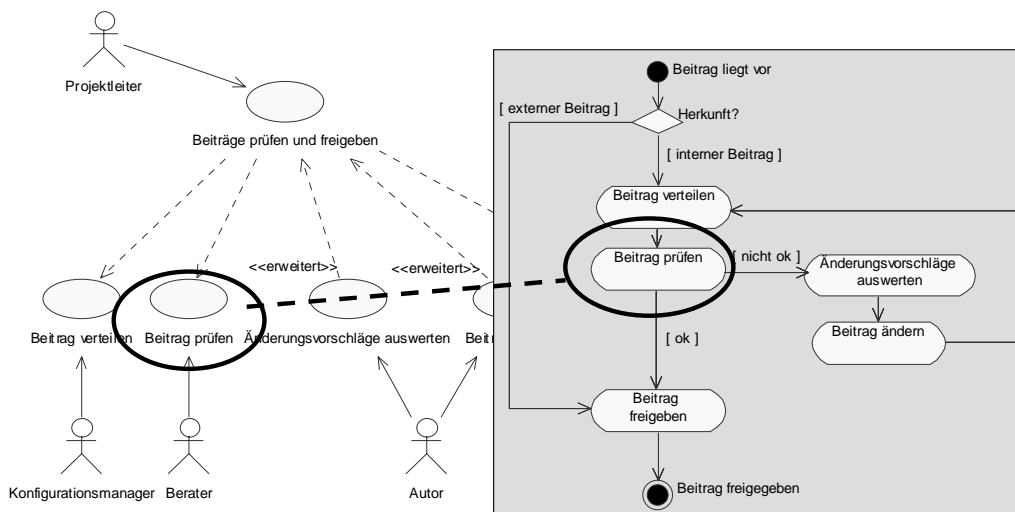 Projektleiter
Beiträge prüfen und freigeben
<<erweitert>>
<<erweitert>>
Beitrag verteilen
Beitrag prüfen
Änderungsvorschläge auswerten
Beit
Konfigurationsmanager
Berater
Autor
Beitrag liegt vor
[ externer Beitrag ]
Herkunft?
[ interner Beitrag ]
Beitrag verteilen
Beitrag prüfen
[ nicht ok ]
Änderungsvorschläge
auswerten
Beitrag ändern
[ ok ]
Beitrag
freigeben
Beitrag freigegeben